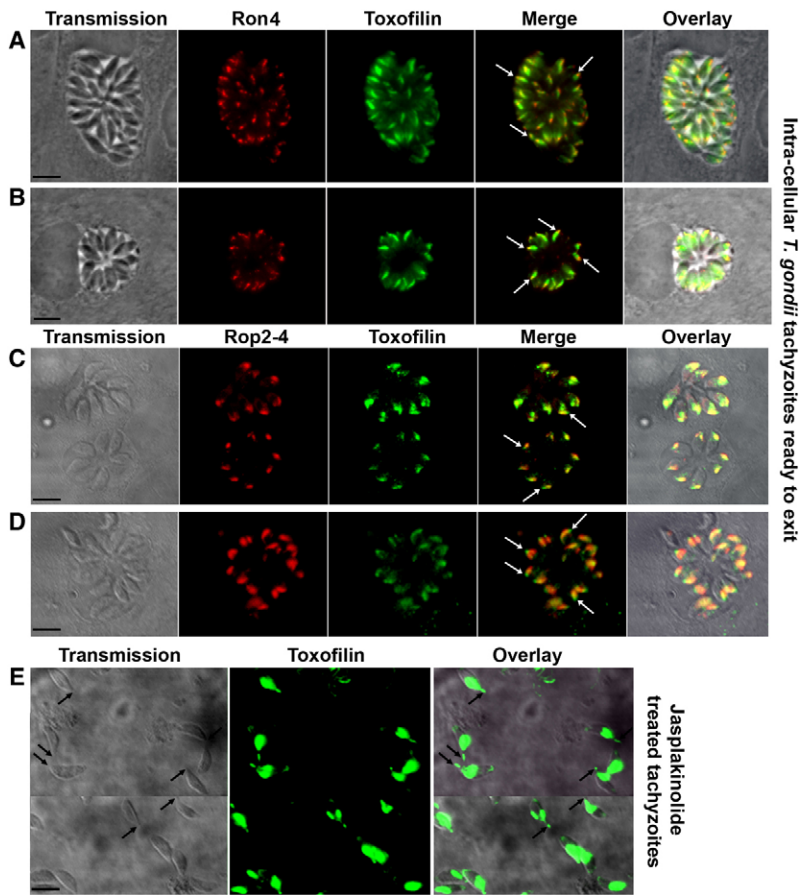 Transmission Ron4 Toxofilin Merge Overlay
A
B
Transmission Rop2-4 Toxofilin Merge Overlay
C
D
Intra-cellular T. gondii tachyzoites ready to exit
Transmission Toxofilin Overlay
E
Jasplakinolide
treated tachyzoites